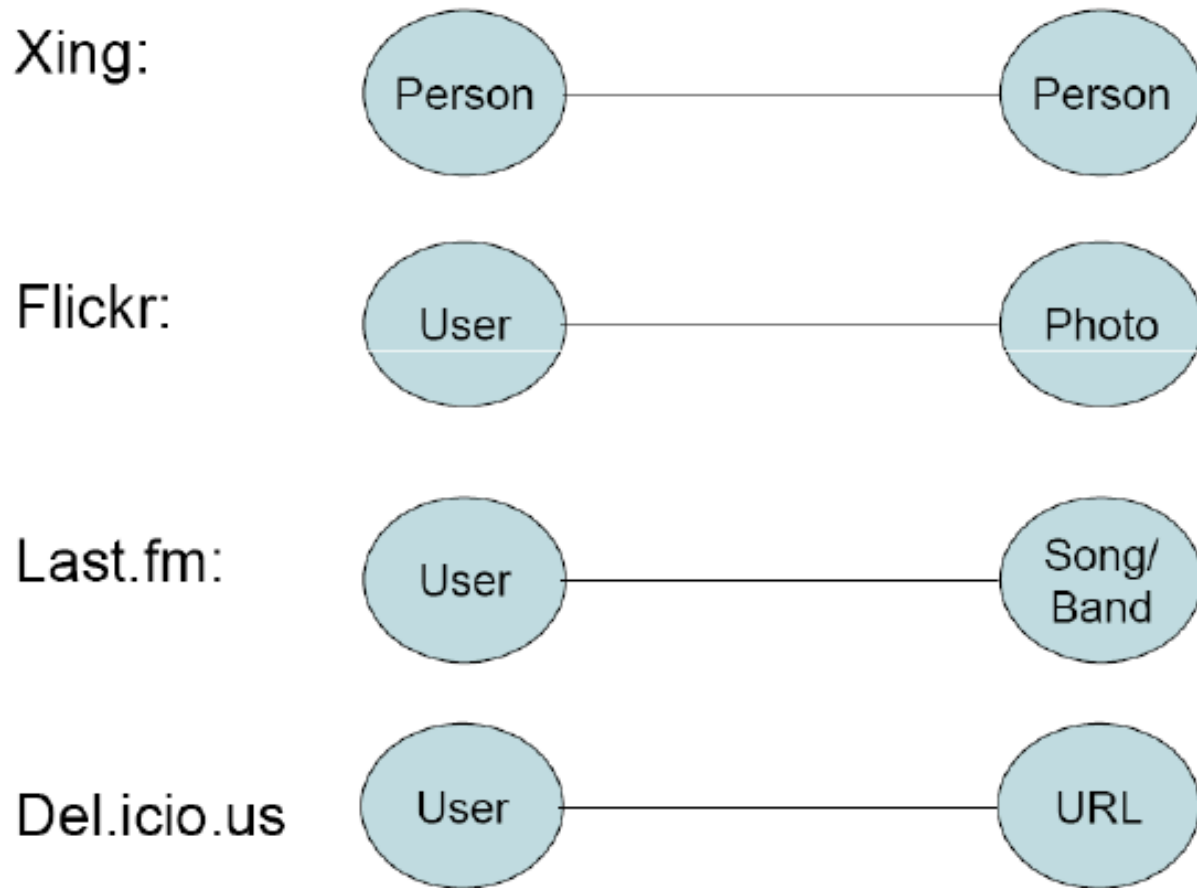 Xing:
Person
Person
Flickr:
User
Photo
Last.fm:
User
Song/
Band
Del.icio.us
User
URL